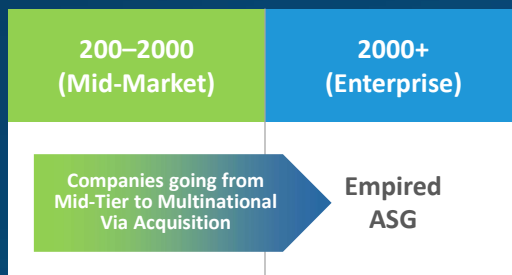 200–2000
(Mid-Market)
2000+
(Enterprise)
Companies going from
Mid-Tier to Multinational
Via Acquisition
Empired
ASG